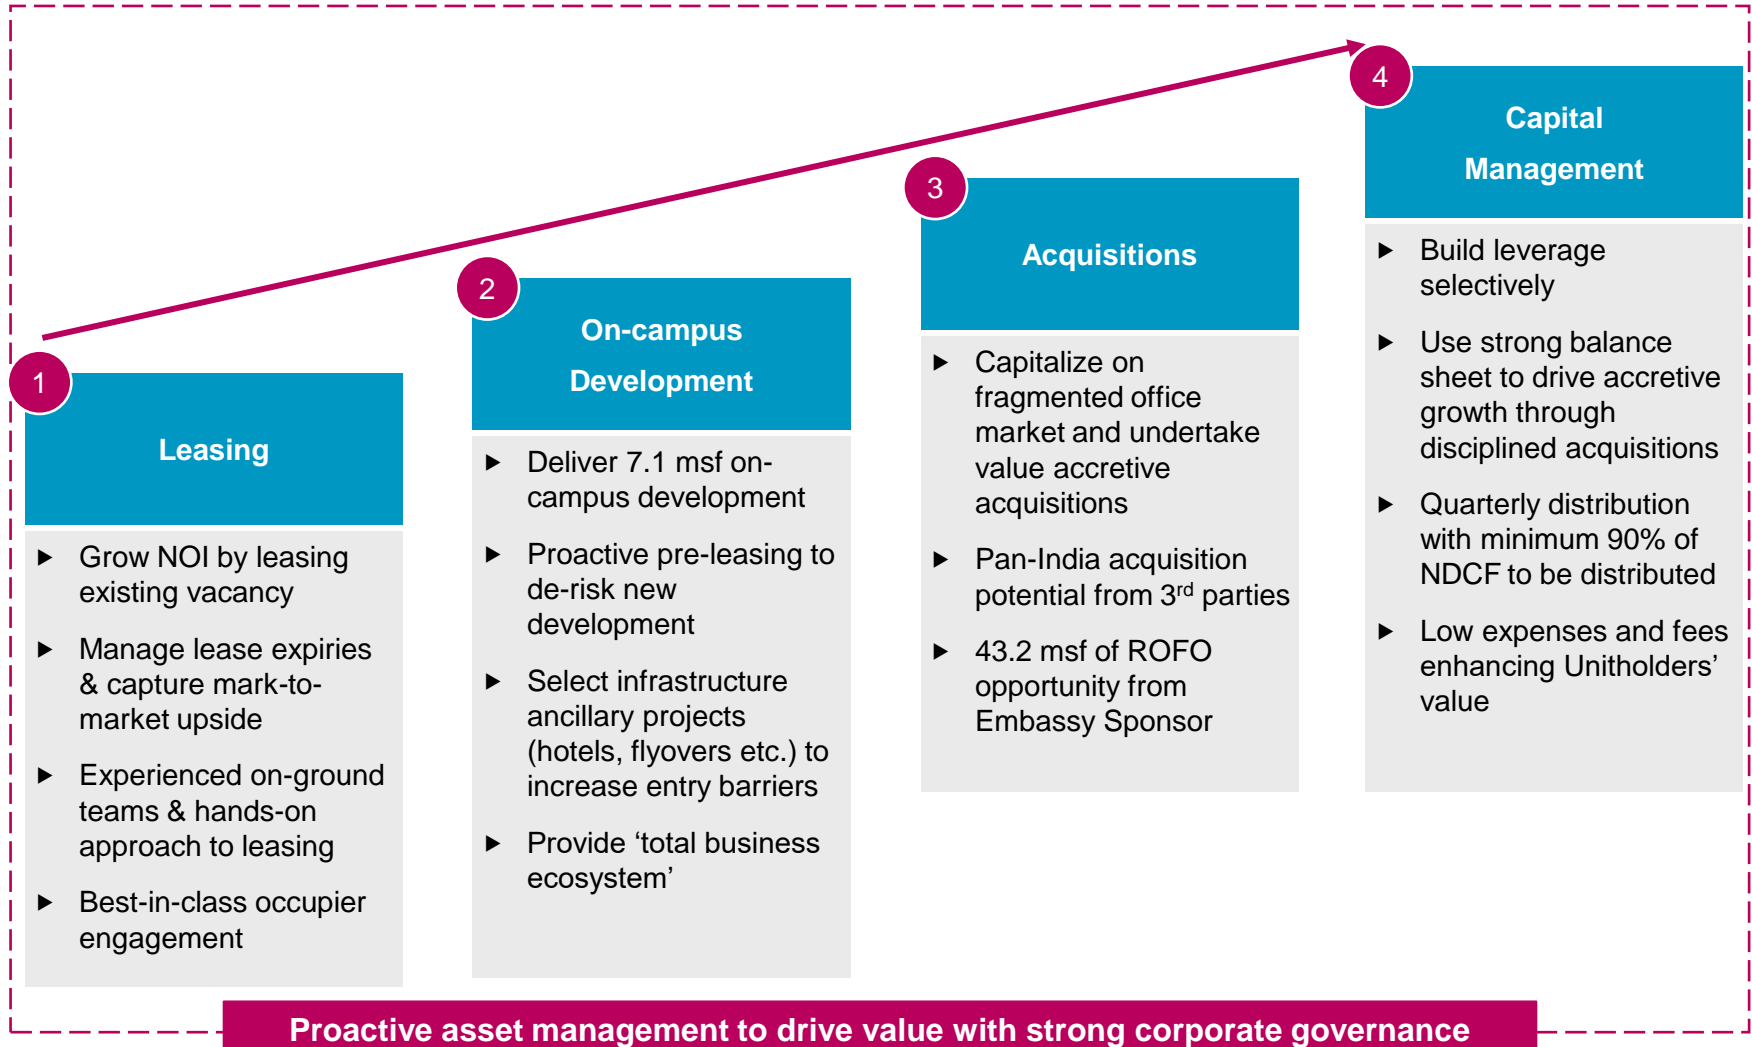 1
Leasing
▶ Grow NOI by leasing
existing vacancy
▶ Manage lease expiries
& capture mark-to-
market upside
▶ Experienced on-ground
teams & hands-on
approach to leasing
▶ Best-in-class occupier
engagement
2
On-campus
Development
▶ Deliver 7.1 msf on-
campus development
▶ Proactive pre-leasing to
de-risk new
development
▶ Select infrastructure
ancillary projects
(hotels, flyovers etc.) to
increase entry barriers
▶ Provide ‘total business
ecosystem’
3
Acquisitions
▶ Capitalize on
fragmented office
market and undertake
value accretive
acquisitions
▶ Pan-India acquisition
potential from 3rd parties
▶ 43.2 msf of ROFO
opportunity from
Embassy Sponsor
4
Capital
Management
▶ Build leverage
selectively
▶ Use strong balance
sheet to drive accretive
growth through
disciplined acquisitions
▶ Quarterly distribution
with minimum 90% of
NDCF to be distributed
▶ Low expenses and fees
enhancing Unitholders’
value
Proactive asset management to drive value with strong corporate governance